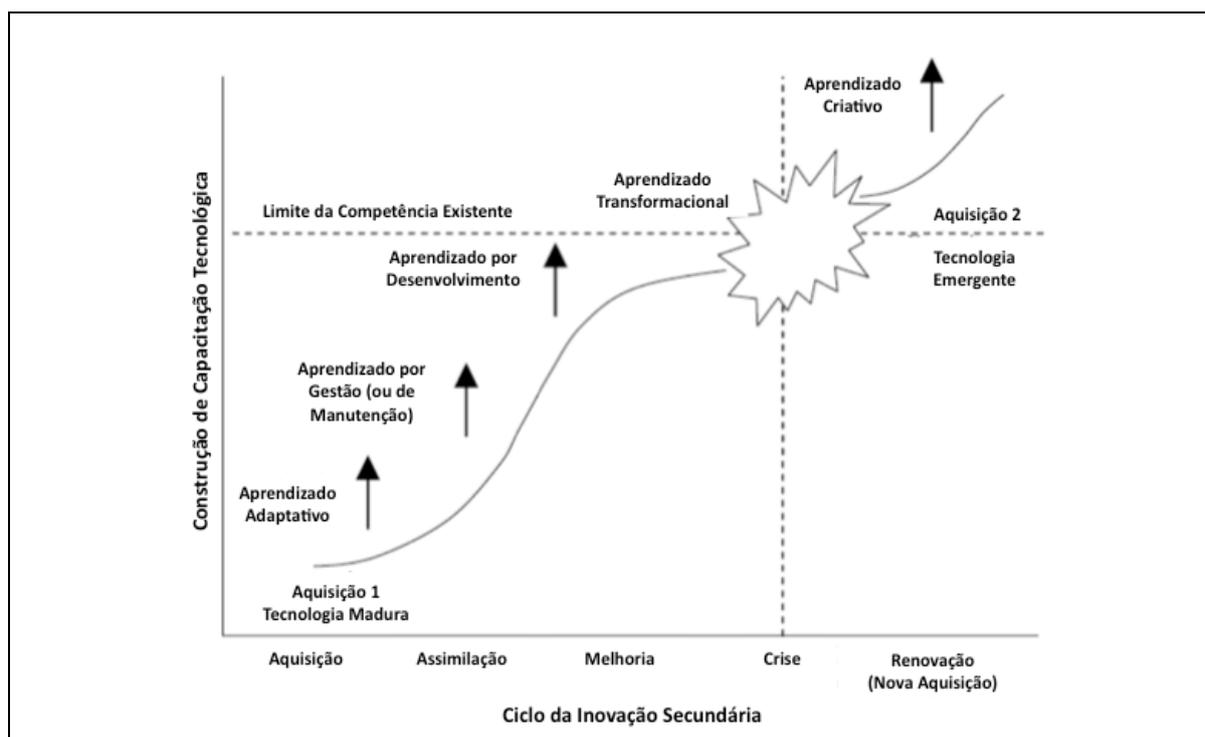 Aprendizado
Criativo
Aprendizado
Transformacional
Limite da Competência Existente
Aquisição 2
Aprendizado por
Desenvolvimento
Tecnologia
Emergente
Aprendizado por
Gestão (ou de
Manutenção)
Aprendizado
Adaptativo
Aquisição 1
Tecnologia Madura
Construção de Capacitação Tecnológica
Aquisição
Assimilação
Melhoria
Crise
Renovação
(Nova Aquisição)
Ciclo da Inovação Secundária